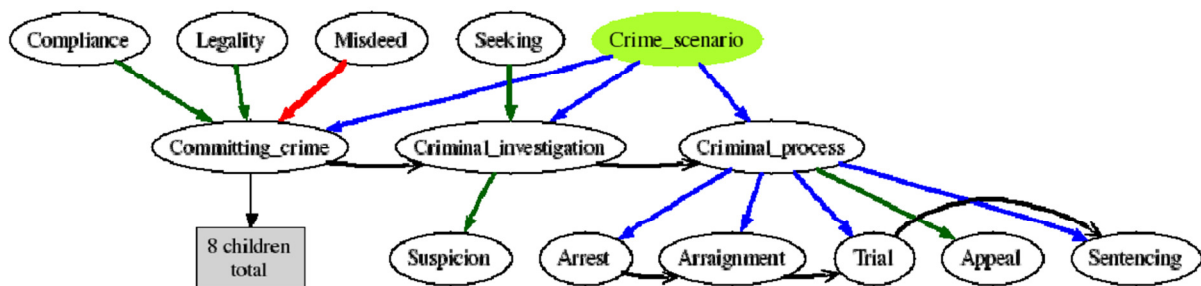 Compliance
Legality
Misdeed
Seeking
Crime_scenario
Committing_crime
Criminal_investigation
Criminal_process
8 children
total
Suspicion
Arrest
Arraignment
Trial
Appeal
Sentencing